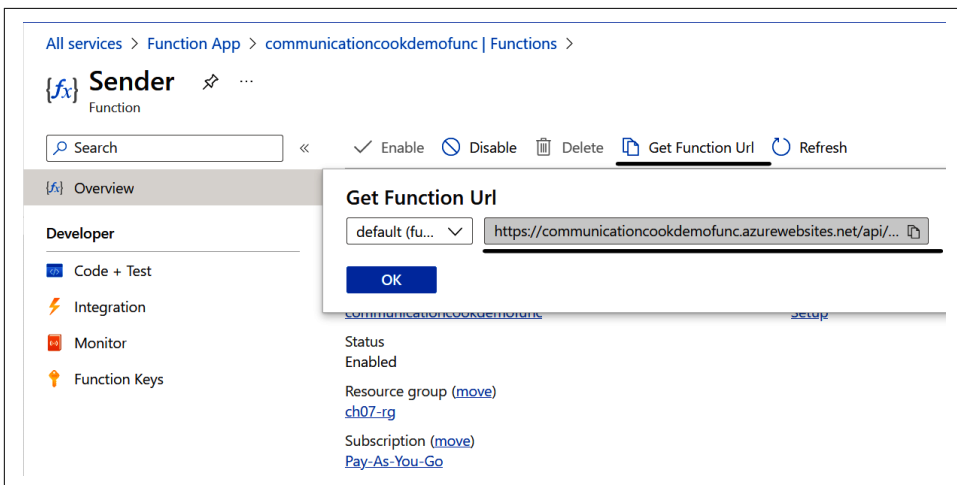 All services > Function App > communicationcookdemofunc | Functions >
{fx} Sender ...
Function
Search «
Enable Disable Delete Get Function Url Refresh
{fx} Overview
Get Function Url
default (fu... https://communicationcookdemofunc.azurewebsites.net/api/...
OK
Developer
Code + Test
Integration
Monitor
Function Keys
communicationcookdemofunc Setup
Status
Enabled
Resource group (move)
ch07-rg
Subscription (move)
Pay-As-You-Go